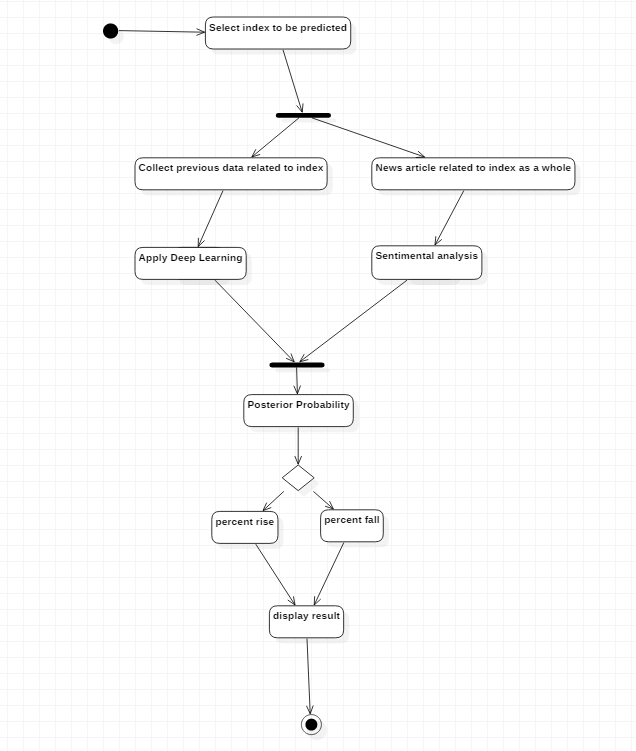 Select index to be predicted
Collect previous data related to index
News article related to index as a whole
Apply Deep Learning
Sentimental analysis
Posterior Probability
percent rise
percent fall
display result